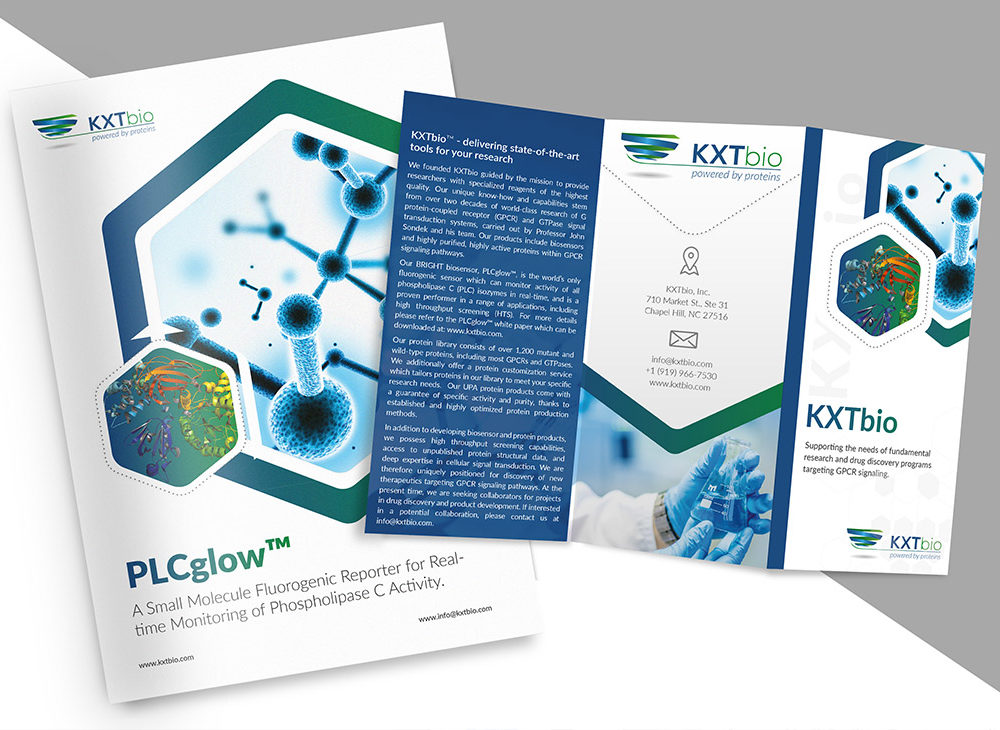 KXTbio
powered by proteins
PLCglow™
A Small Molecule Fluorogenic Reporter for Real-
time Monitoring of Phospholipase C Activity.
www.info@kxtbio.com
www.kxtbio.com
KXTbio™ - delivering state-of-the-art
tools for your research
We founded KXTbio guided by the mission to provide
researchers with specialized reagents of the highest
quality. Our unique know-how and capabilities stem
from over two decades of world-class research of G
protein-coupled receptor (GPCR) and GTPase signal
transduction systems, carried out by Professor John
Sondek and his team. Our products include biosensors
and highly purified, highly active proteins within GPCR
signaling pathways.
Our BRIGHT biosensor, PLCglow™, is the world's only
fluorogenic sensor which can monitor activity of all
phospholipase C (PLC) isozymes in real-time, and is a
proven performer in a range of applications, including
high throughput screening (HTS). For more details
please refer to the PLCglow™ white paper which can be
downloaded at: www.kxtbio.com.
Our protein library consists of over 1,200 mutant and
wild-type proteins, including most GPCRs and GTPases.
We additionally offer a protein customization service
which tailors proteins in our library to meet your specific
research needs. Our UPA protein products come with
a guarantee of specific activity and purity, thanks to
established and highly optimized protein production
methods.
In addition to developing biosensor and protein products,
we possess high throughput screening capabilities,
access to unpublished protein structural data, and
deep expertise in cellular signal transduction. We are
therefore uniquely positioned for discovery of new
therapeutics targeting GPCR signaling pathways. At the
present time, we are seeking collaborators for projects
in drug discovery and product development. If interested
in a potential collaboration, please contact us at
info@kxtbio.com.
KXTbio
powered by proteins
KXTbio, Inc.
710 Market St., Ste 31
Chapel Hill, NC 27516
info@kxtbio.com
+1 (919) 966-7530
www.kxtbio.com
KXTbio
KXTbio
Supporting the needs of fundamental
research and drug discovery programs
targeting GPCR signaling.
KXTbio
powered by proteins